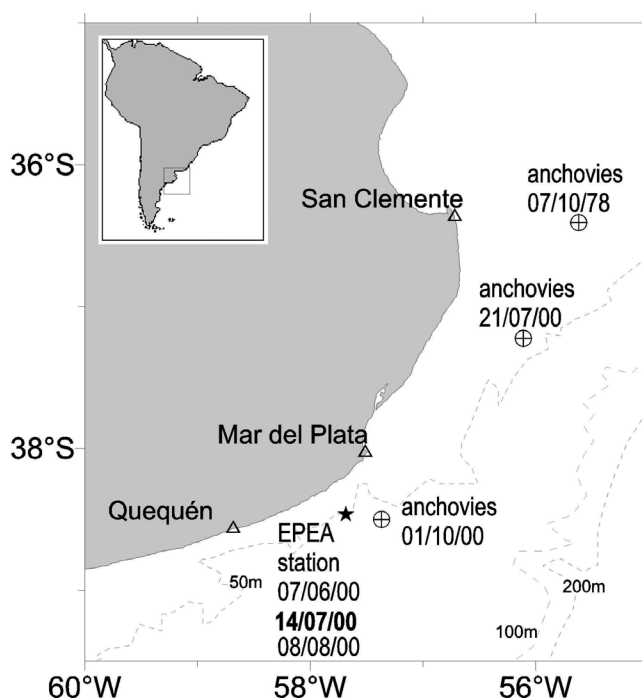 36°S
anchovies
07/10/78
San Clemente
anchovies
21/07/00
38°S
Mar del Plata
Quequén
anchovies
01/10/00
EPEA
station
07/06/00
14/07/00
08/08/00
50m
200m
100m
60°W
58°W
56°W